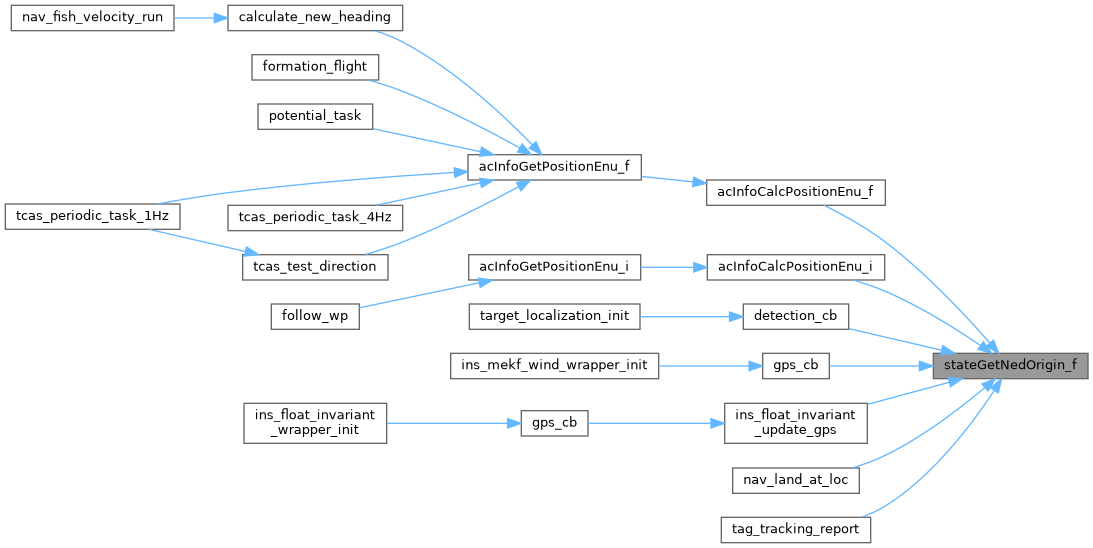 nav_fish_velocity_run
calculate_new_heading
formation_flight
potential_task
acInfoGetPositionEnu_f
acInfoCalcPositionEnu_f
tcas_periodic_task_1Hz
tcas_periodic_task_4Hz
tcas_test_direction
acInfoGetPositionEnu_i
acInfoCalcPositionEnu_i
follow_wp
target_localization_init
detection_cb
ins_mekf_wind_wrapper_init
gps_cb
stateGetNedOrigin_f
ins_float_invariant
_wrapper_init
gps_cb
ins_float_invariant
_update_gps
nav_land_at_loc
tag_tracking_report